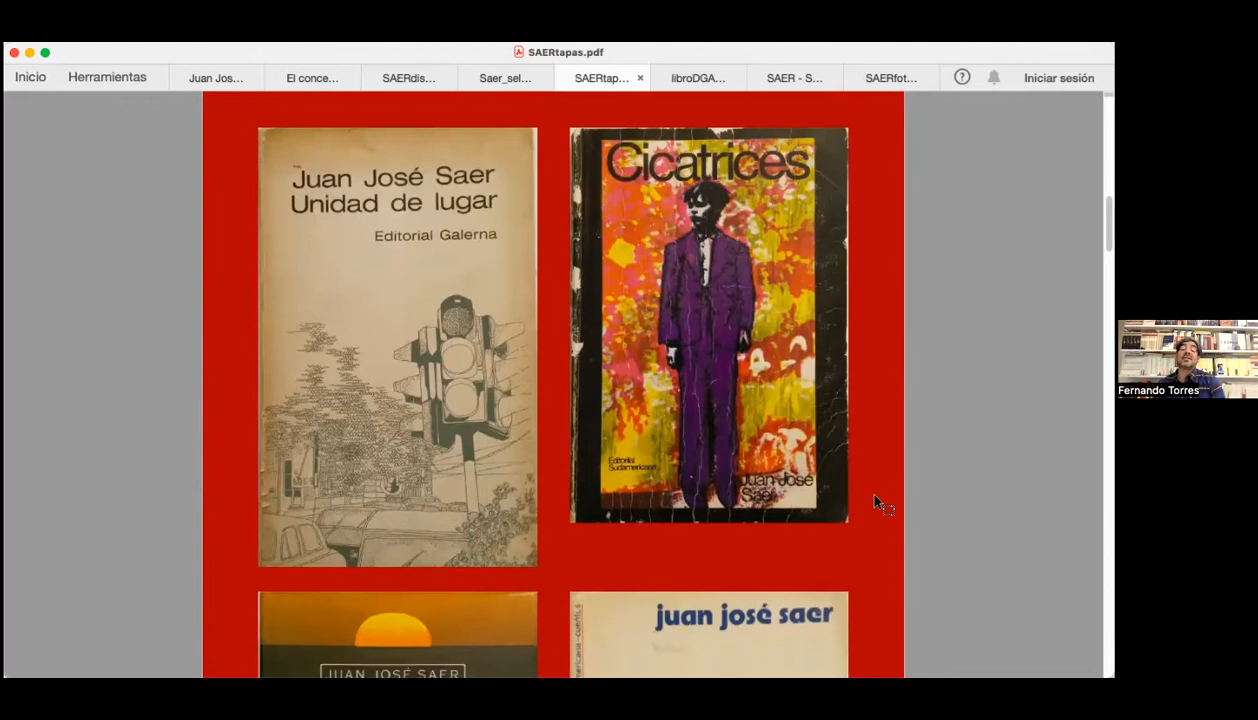 SAERtapas.pdf
Inicio
Herramientas
Juan Jos...
El conce...
SAERdis...
Saer_sel...
SAERtap...
libroDGA...
SAER - S...
SAERfot...
Iniciar sesión
Juan José Saer
Unidad de lugar
Editorial Galerna
Cicatrices
Editorial
Sudamericana
Juan José
Saer
JUAN JOSÉ SAER
juan josé saer
Fernando Torres